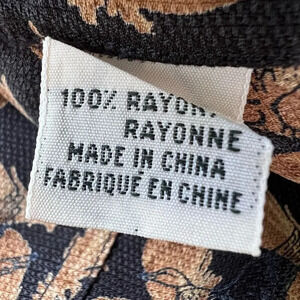 100% RAYON
RAYONNE
MADE IN CHINA
FABRIQUÉ EN CHINE